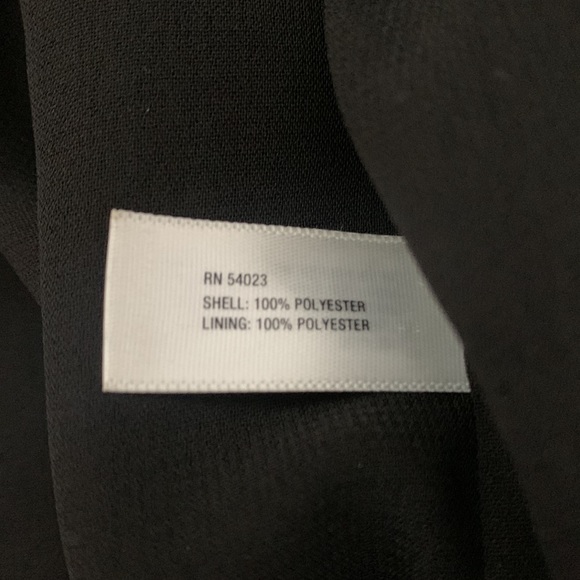 RN 54023
SHELL: 100% POLYESTER
LINING: 100% POLYESTER